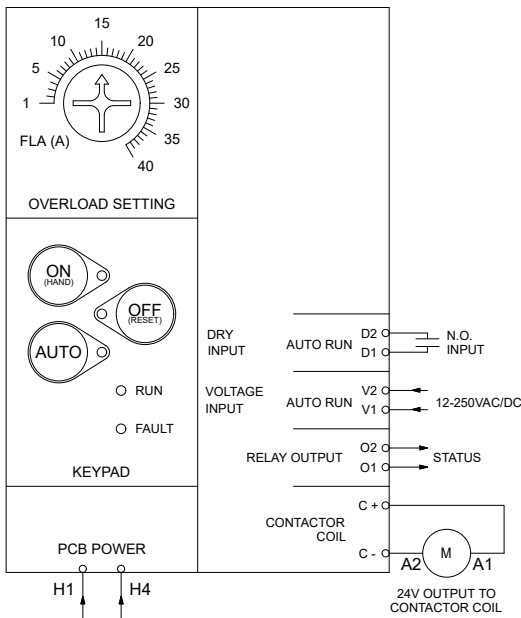 15
10
20
5
25
1
30
35
FLA (A)
40
OVERLOAD SETTING
ON
(HAND)
OFF
(RESET)
AUTO
RUN
FAULT
KEYPAD
PCB POWER
H1
H4
DRY
INPUT
AUTO RUN
D2
D1
N.O.
INPUT
VOLTAGE
INPUT
AUTO RUN
V2
V1
12-250VAC/DC
RELAY OUTPUT
O2
O1
STATUS
CONTACTOR
COIL
C +
C -
A2
M
A1
24V OUTPUT TO
CONTACTOR COIL